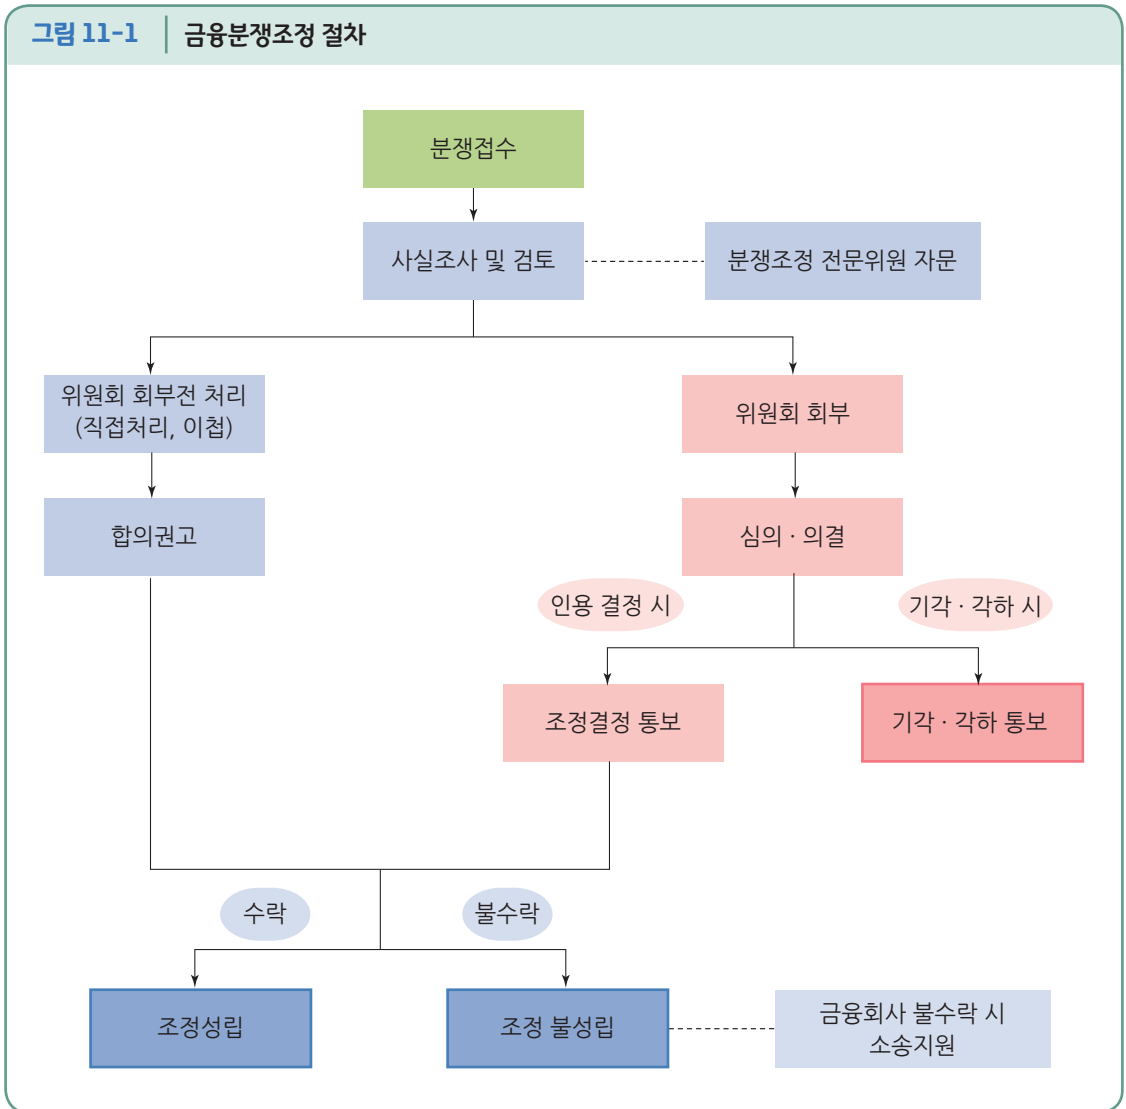 그림 11-1
금융분쟁조정 절차
분쟁접수
사실조사 및 검토
분쟁조정 전문위원 자문
위원회 회부전 처리
(직접처리, 이첩)
위원회 회부
합의권고
심의 · 의결
인용 결정 시
기각 · 각하 시
조정결정 통보
기각 · 각하 통보
수락
불수락
조정성립
조정 불성립
금융회사 불수락 시
소송지원